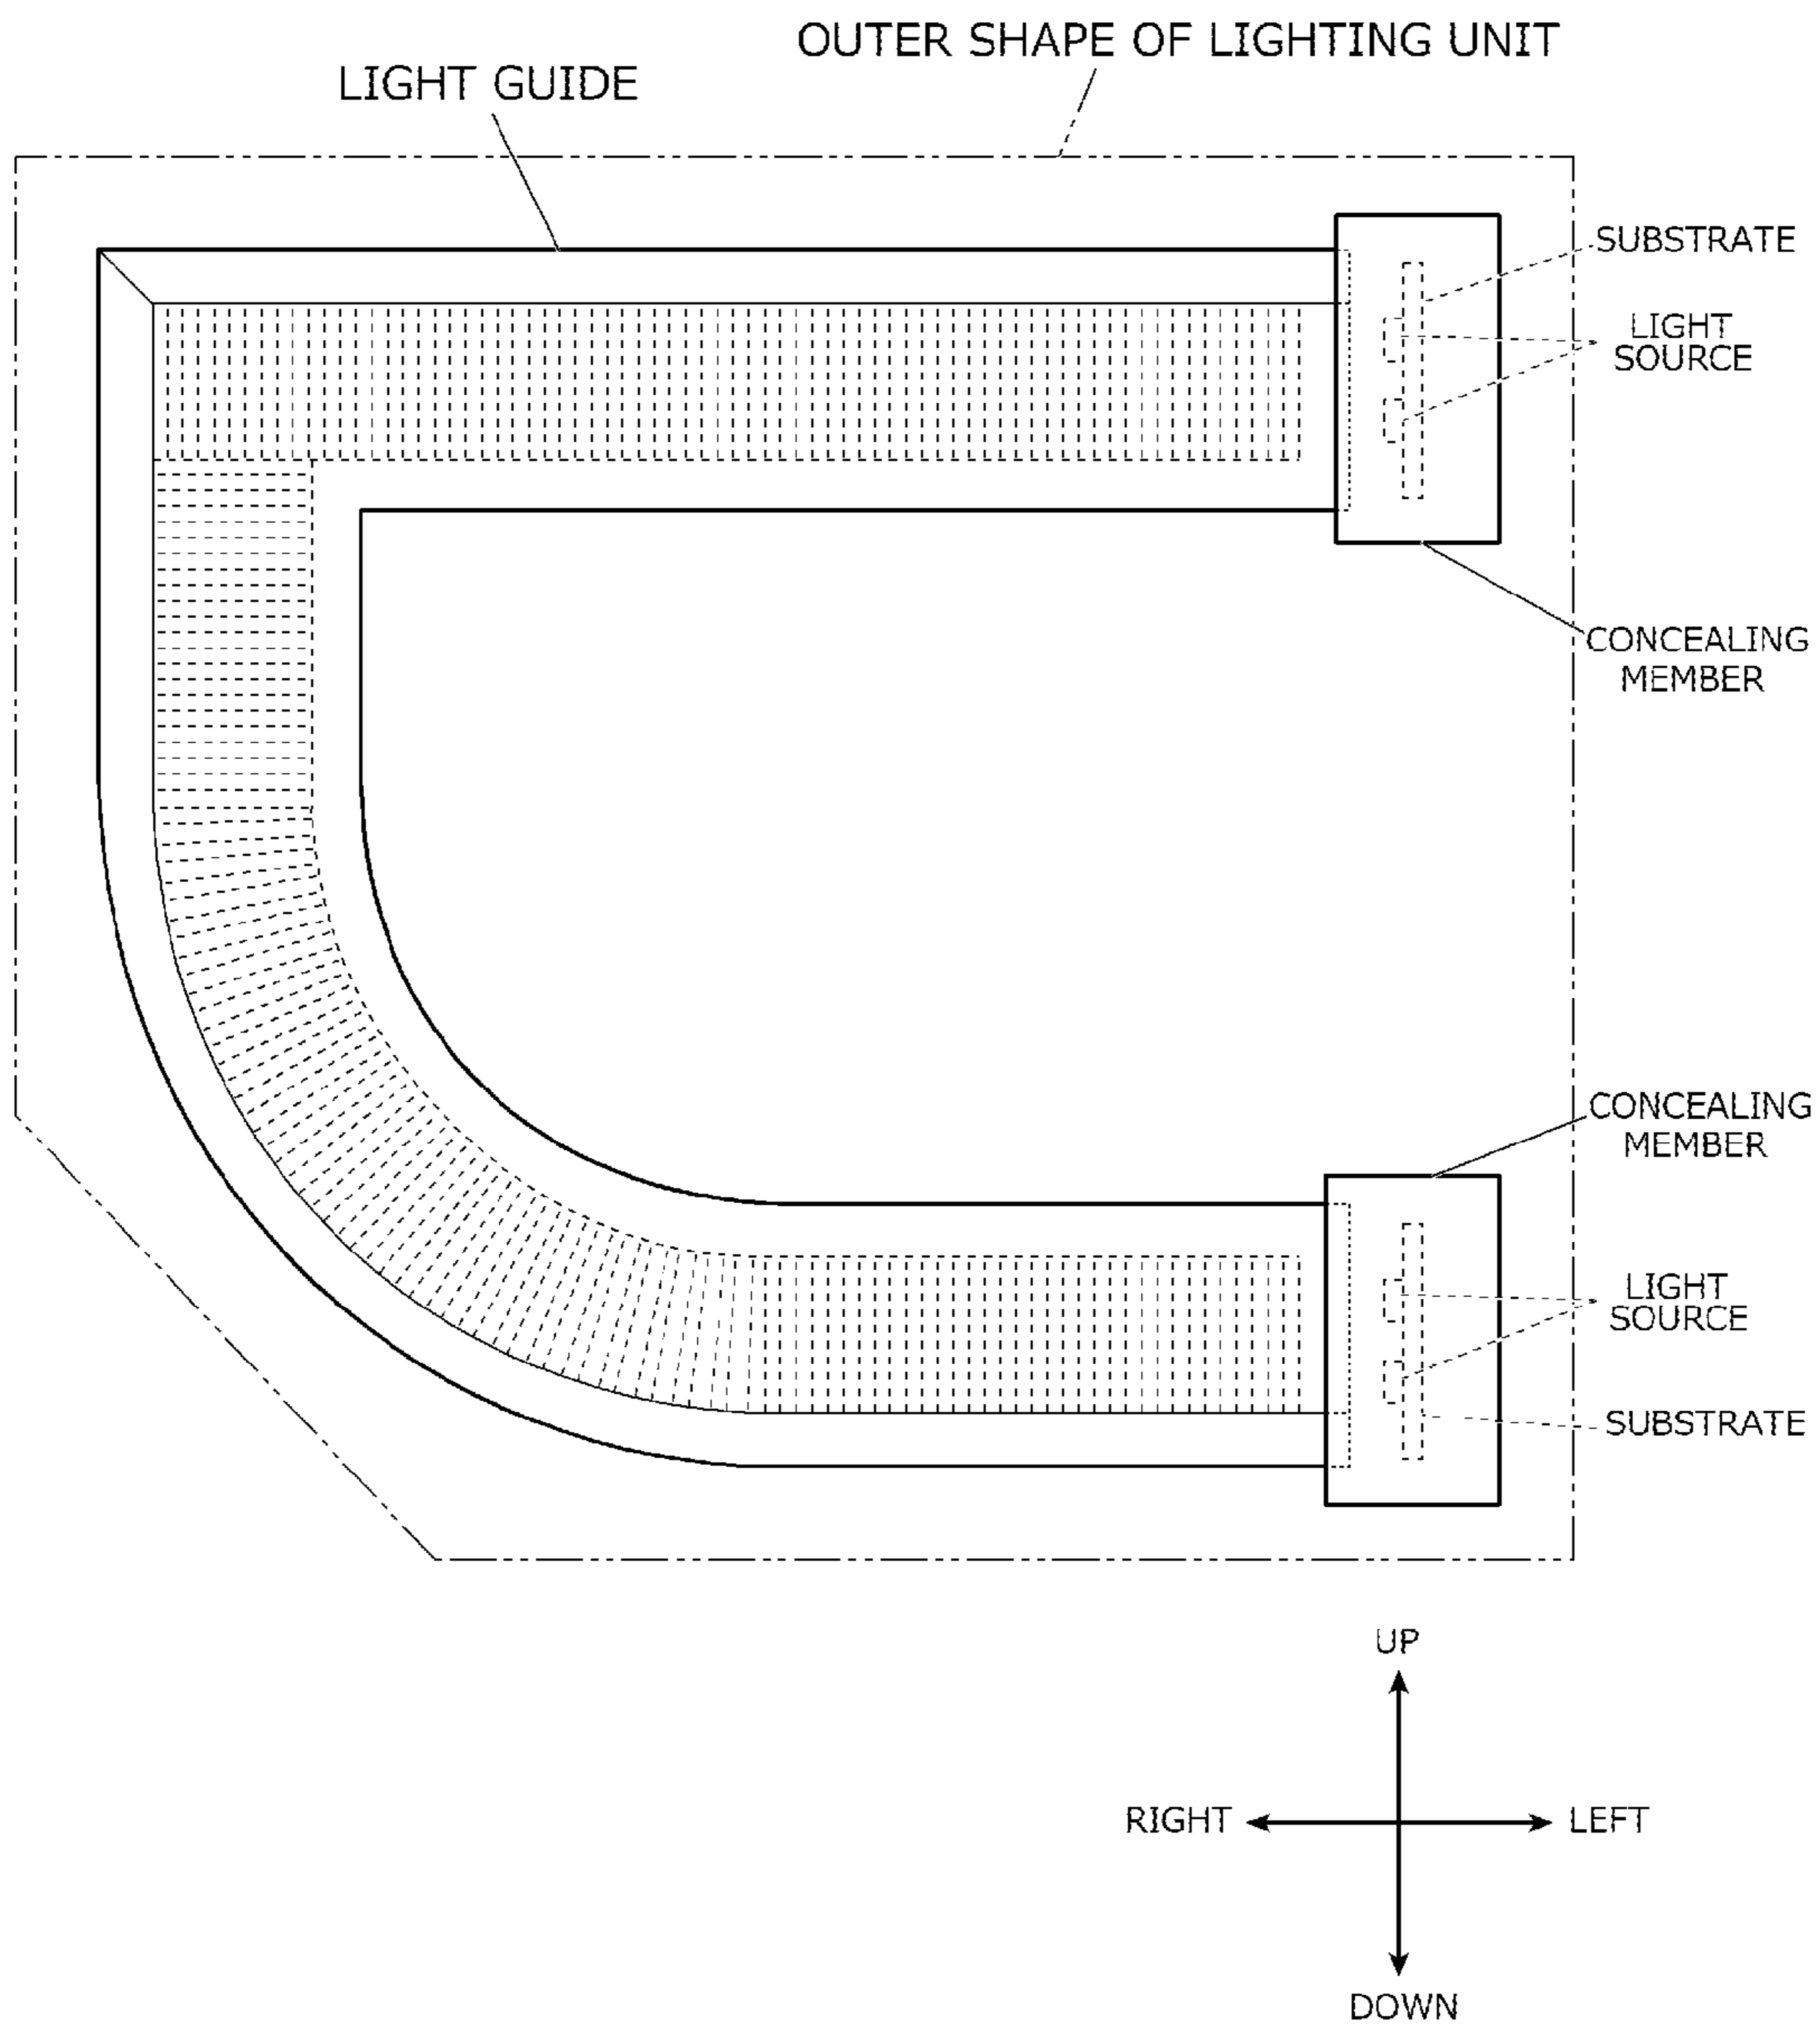 OUTER SHAPE OF LIGHTING UNIT
LIGHT GUIDE
SUBSTRATE
LIGHT
SOURCE
CONCEALING
MEMBER
CONCEALING
MEMBER
LIGHT
SOURCE
SUBSTRATE
UP
RIGHT
LEFT
DOWN